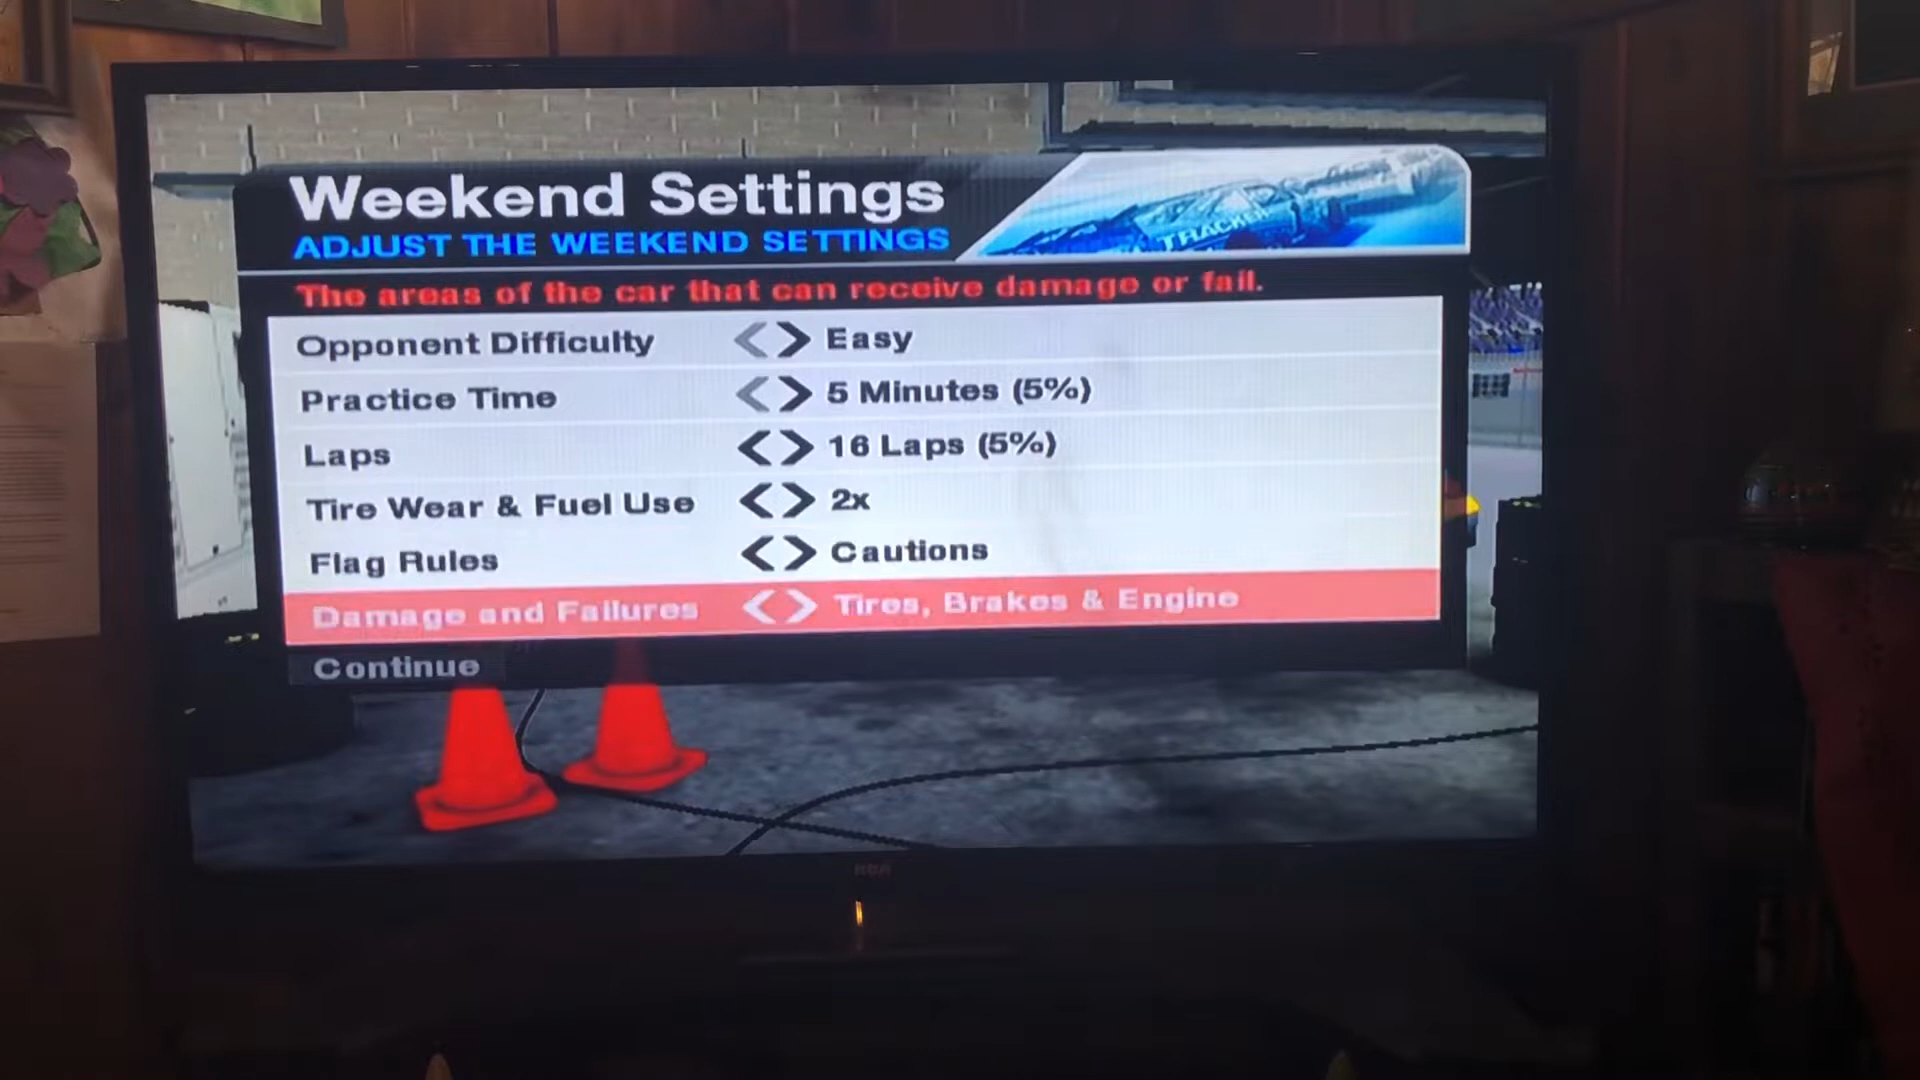 Weekend Settings
ADJUST THE WEEKEND SETTINGS
TRACKER
The areas of the car that can receive damage or fail.
Opponent Difficulty < > Easy
Practice Time < > 5 Minutes (5%)
Laps < > 16 Laps (5%)
Tire Wear & Fuel Use < > 2x
Flag Rules < > Cautions
Damage and Failures < > Tires, Brakes & Engine
Continue
RCA